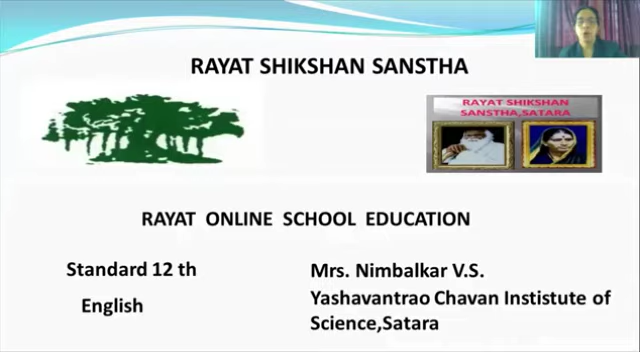 RAYAT SHIKSHAN SANSTHA
RAYAT SHIKSHAN
SANSTHA,SATARA
RAYAT ONLINE SCHOOL EDUCATION
Standard 12 th
English
Mrs. Nimbalkar V.S.
Yashavantrao Chavan Instistute of
Science,Satara